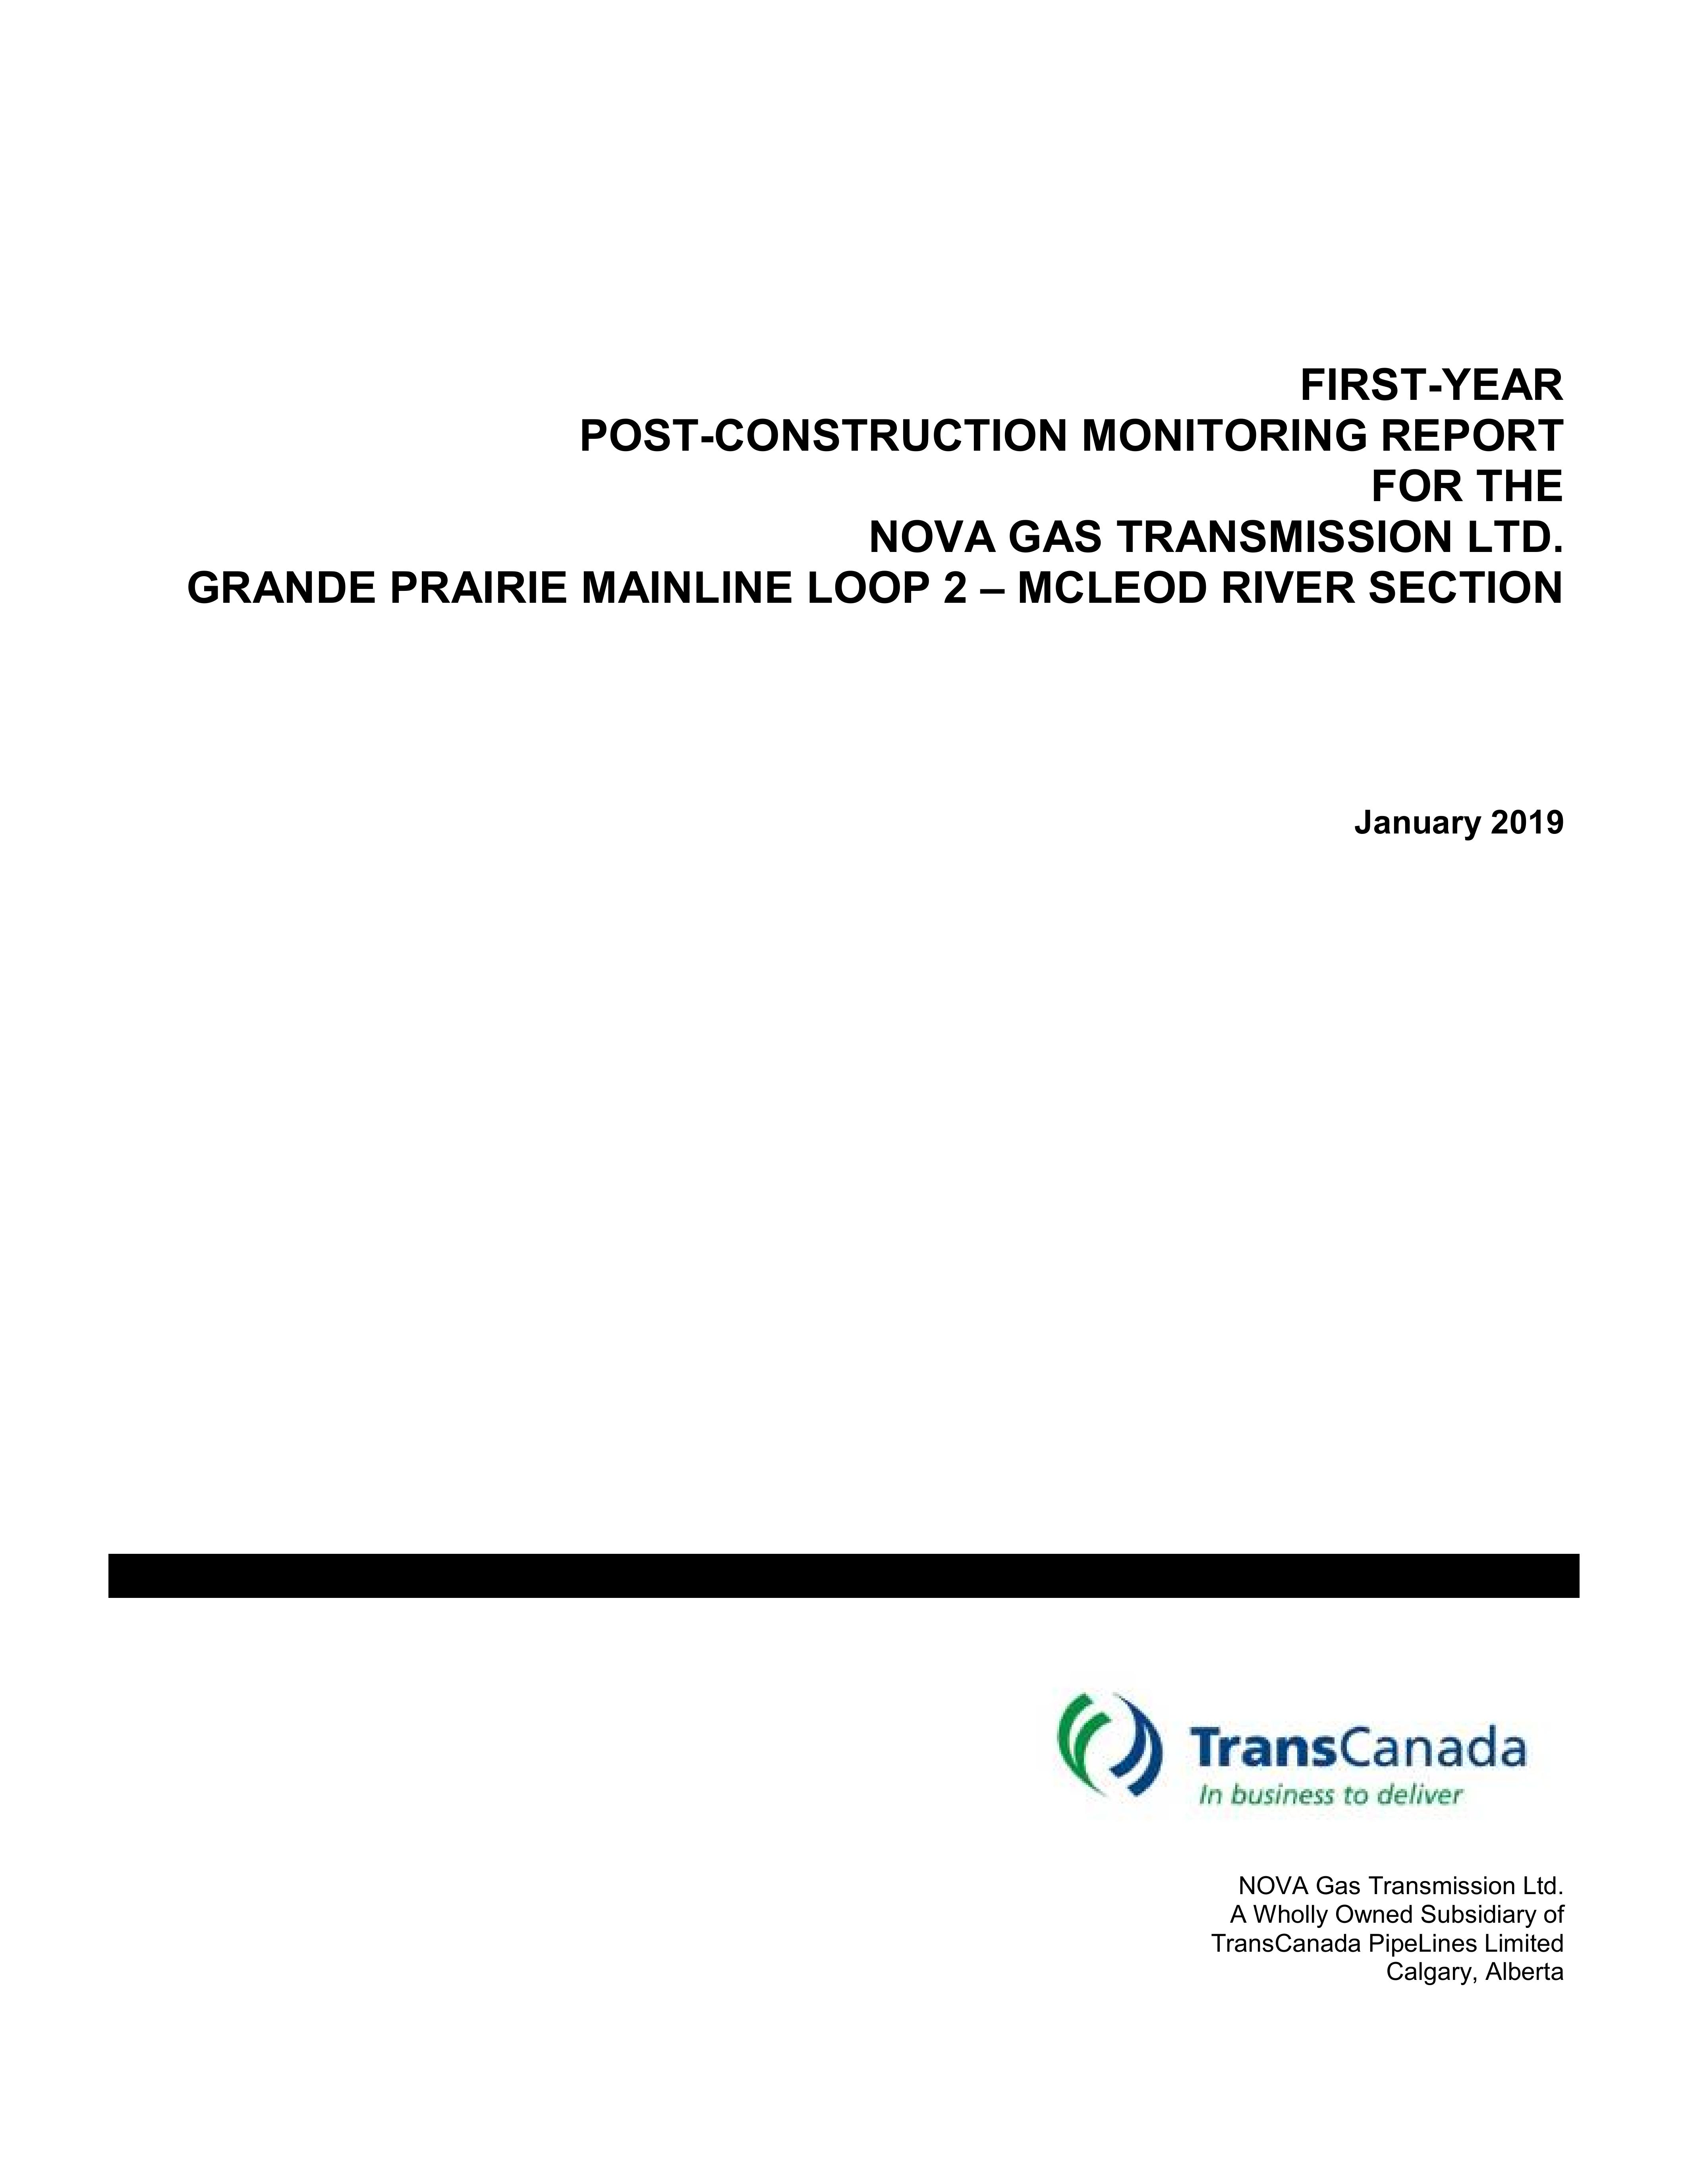 FIRST-YEAR
POST-CONSTRUCTION MONITORING REPORT
FOR THE
NOVA GAS TRANSMISSION LTD.
GRANDE PRAIRIE MAINLINE LOOP 2 – MCLEOD RIVER SECTION
January 2019
TransCanada
In business to deliver
NOVA Gas Transmission Ltd.
A Wholly Owned Subsidiary of
TransCanada PipeLines Limited
Calgary, Alberta